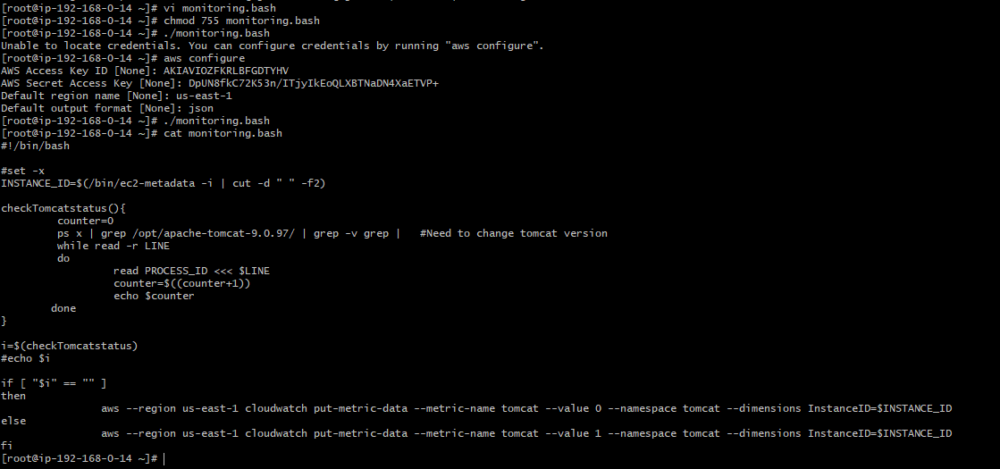 [root@ip-192-168-0-14 ~]# vi monitoring.bash
[root@ip-192-168-0-14 ~]# chmod 755 monitoring.bash
[root@ip-192-168-0-14 ~]# ./monitoring.bash
Unable to locate credentials. You can configure credentials by running "aws configure".
[root@ip-192-168-0-14 ~]# aws configure
AWS Access Key ID [None]: AKIAVIOZFKRLBFGDTYHV
AWS Secret Access Key [None]: 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
Default region name [None]: us-east-1
Default output format [None]: json
[root@ip-192-168-0-14 ~]# ./monitoring.bash
[root@ip-192-168-0-14 ~]# cat monitoring.bash
#!/bin/bash
#set -x
INSTANCE_ID=$(/bin/ec2-metadata -i | cut -d " " -f2)
checkTomcatstatus(){
counter=0
ps x | grep /opt/apache-tomcat-9.0.97/ | grep -v grep | #Need to change tomcat version
while read -r LINE
do
read PROCESS_ID <<< $LINE
counter=$((counter+1))
echo $counter
done
}
i=$(checkTomcatstatus)
#echo $i
if [ "$i" == "" ]
then
aws --region us-east-1 cloudwatch put-metric-data --metric-name tomcat --value 0 --namespace tomcat --dimensions InstanceID=$INSTANCE_ID
else
aws --region us-east-1 cloudwatch put-metric-data --metric-name tomcat --value 1 --namespace tomcat --dimensions InstanceID=$INSTANCE_ID
fi
[root@ip-192-168-0-14 ~]#